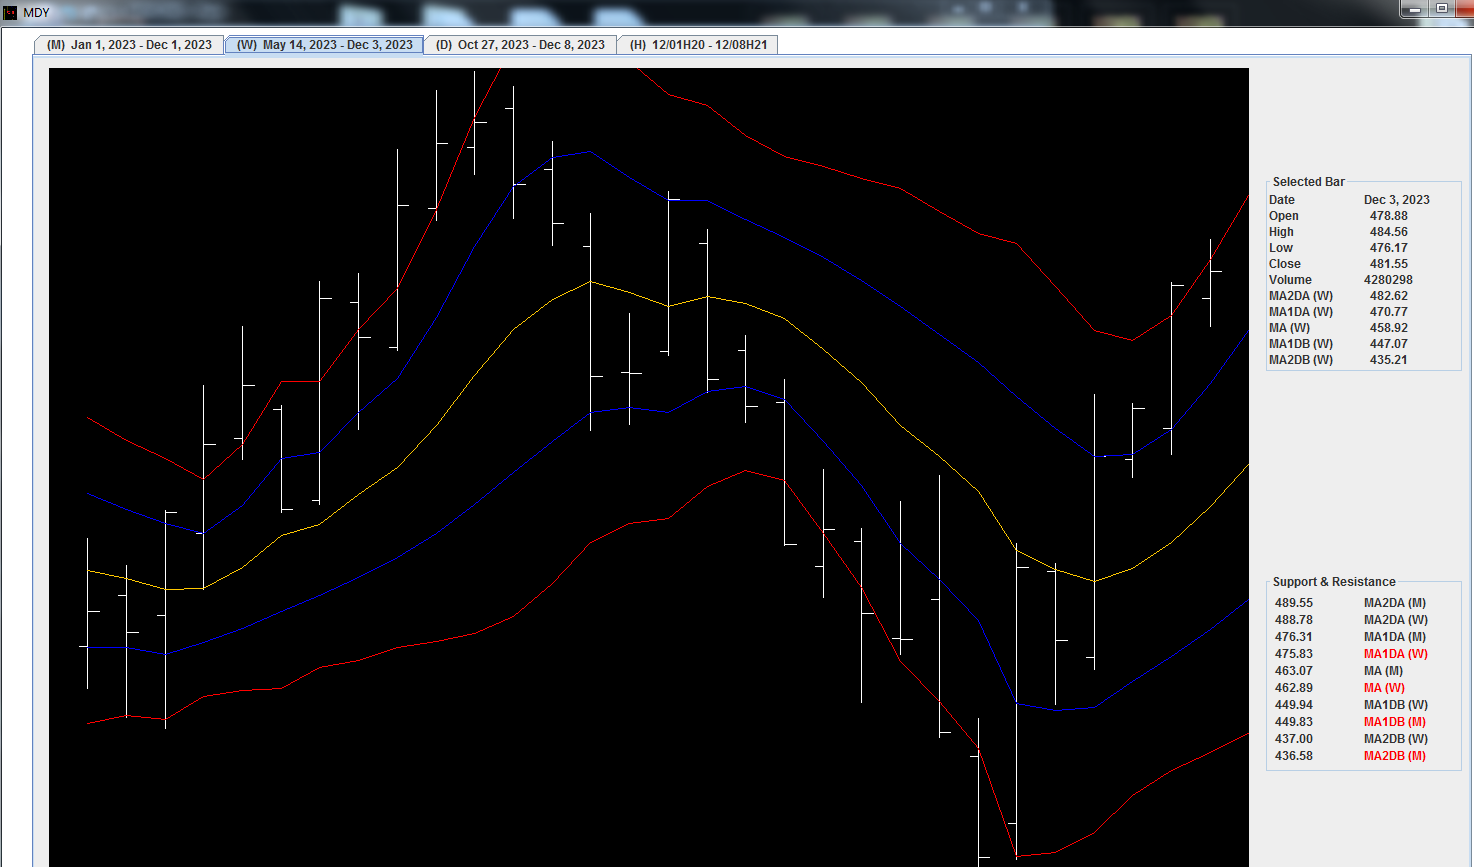 MDY
(M) Jan 1, 2023 - Dec 1, 2023
(W) May 14, 2023 - Dec 3, 2023
(D) Oct 27, 2023 - Dec 8, 2023
(H) 12/01H20 - 12/08H21
Selected Bar
Date Dec 3, 2023
Open 478.88
High 484.56
Low 476.17
Close 481.55
Volume 4280298
MA2DA (W) 482.62
MA1DA (W) 470.77
MA (W) 458.92
MA1DB (W) 447.07
MA2DB (W) 435.21
Support & Resistance
489.55 MA2DA (M)
488.78 MA2DA (W)
476.31 MA1DA (M)
475.83 MA1DA (W)
463.07 MA (M)
462.89 MA (W)
449.94 MA1DB (W)
449.83 MA1DB (M)
437.00 MA2DB (W)
436.58 MA2DB (M)